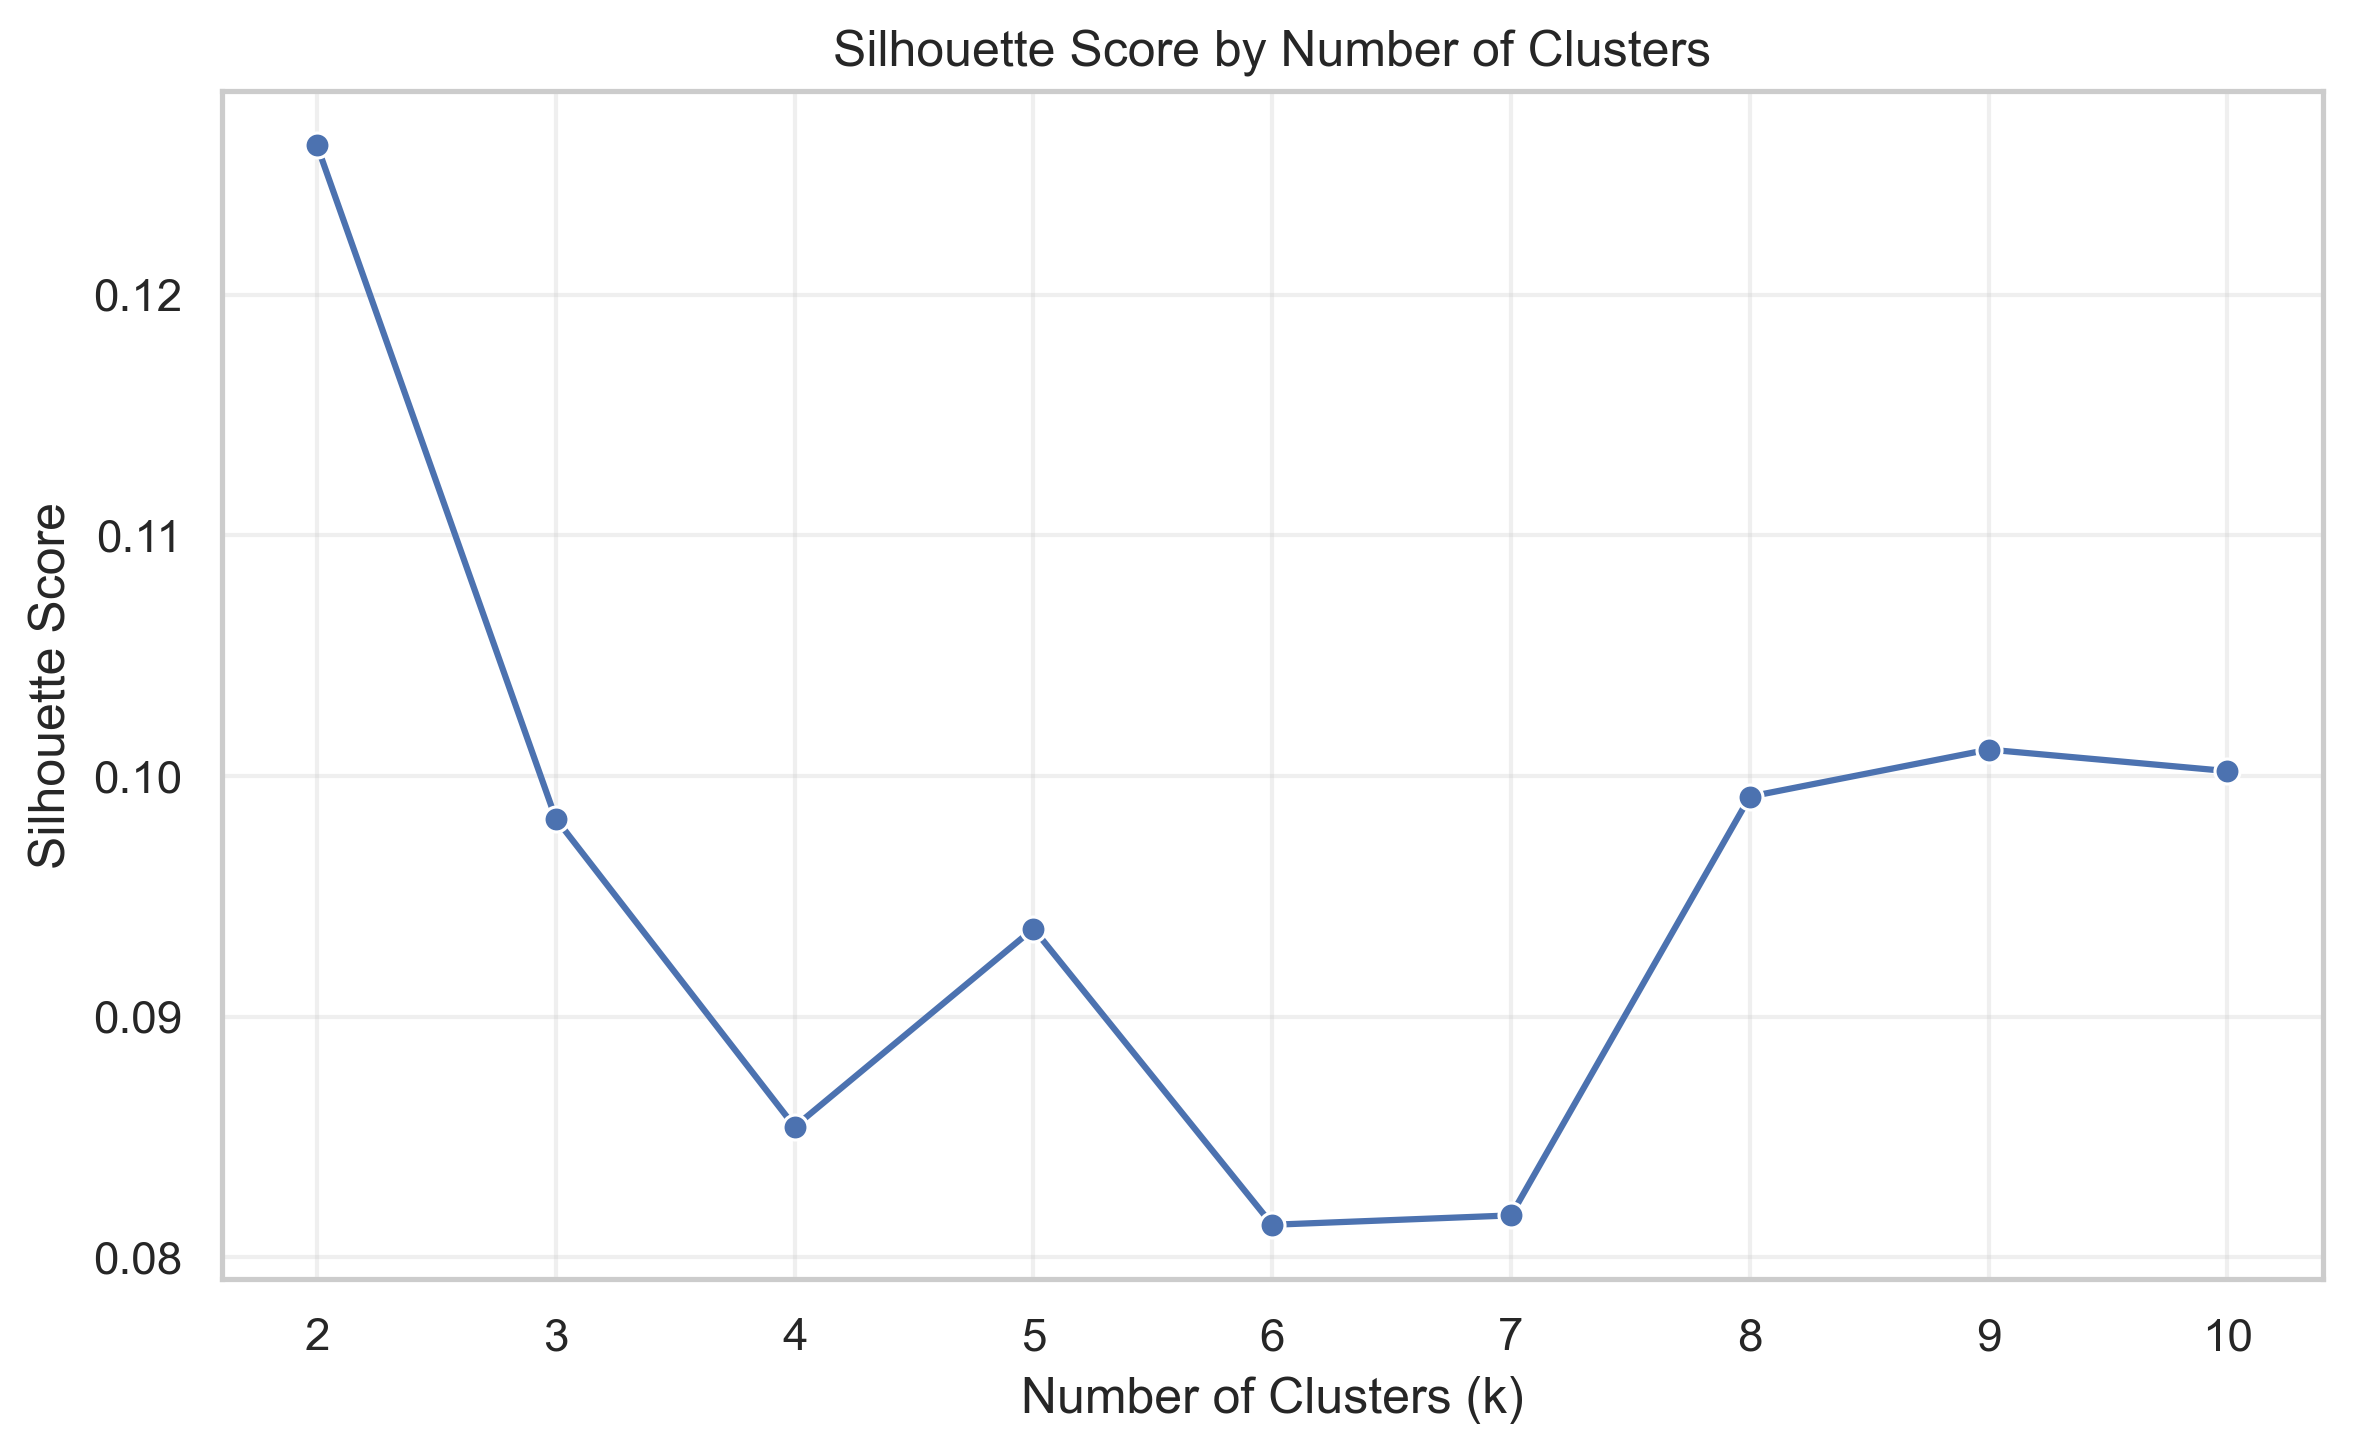 Silhouette Score by Number of Clusters
Silhouette Score
0.12
0.11
0.10
0.09
0.08
2 3 4 5 6 7 8 9 10
Number of Clusters (k)